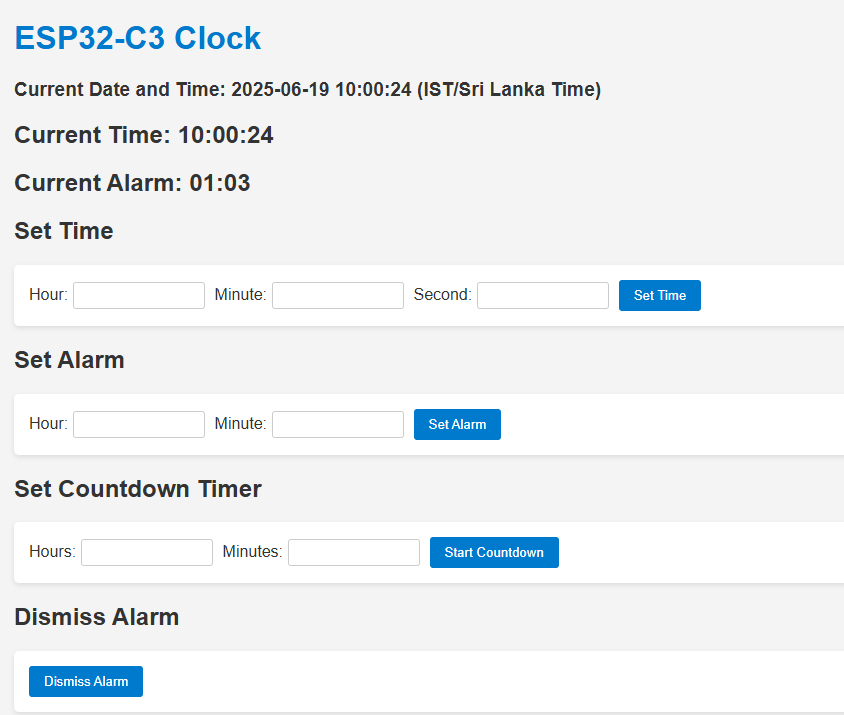 ESP32-C3 Clock
Current Date and Time: 2025-06-19 10:00:24 (IST/Sri Lanka Time)
Current Time: 10:00:24
Current Alarm: 01:03
Set Time
Hour: Minute: Second: Set Time
Set Alarm
Hour: Minute: Set Alarm
Set Countdown Timer
Hours: Minutes: Start Countdown
Dismiss Alarm
Dismiss Alarm